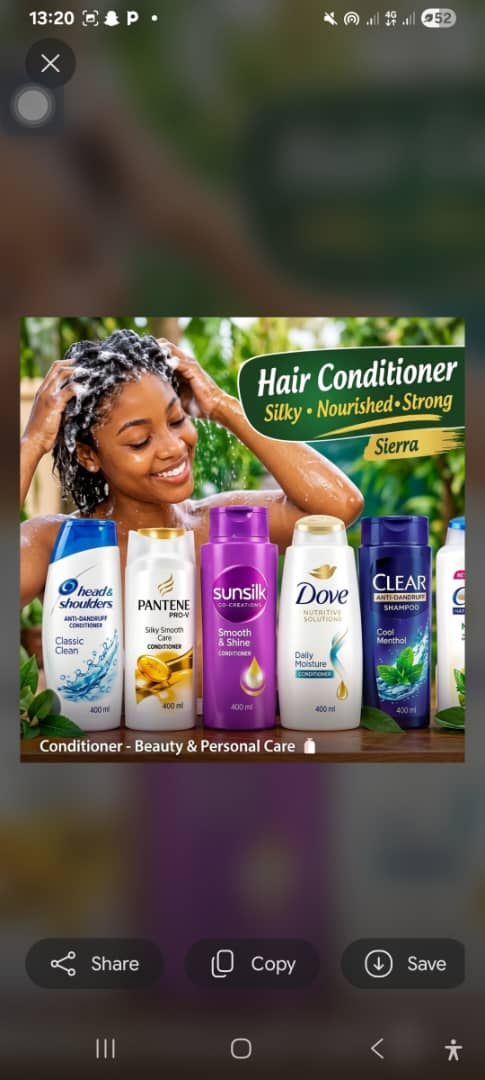 13:20
4G
52
Hair Conditioner
Silky • Nourished • Strong
Sierra
head &
shoulders
ANTI-DANDRUFF
CONDITIONER
Classic
Clean
400 ml
PANTENE
PRO-V
Silky Smooth
Care
CONDITIONER
400 ml
sunsilk
CO-CREATIONS
Smooth
& Shine
CONDITIONER
400 ml
Dove
NUTRITIVE
SOLUTIONS
Daily
Moisture
CONDITIONER
400 ml
CLEAR
ANTI-DANDRUFF
SHAMPOO
Cool
Menthol
400 ml
Conditioner - Beauty & Personal Care
Share
Copy
Save